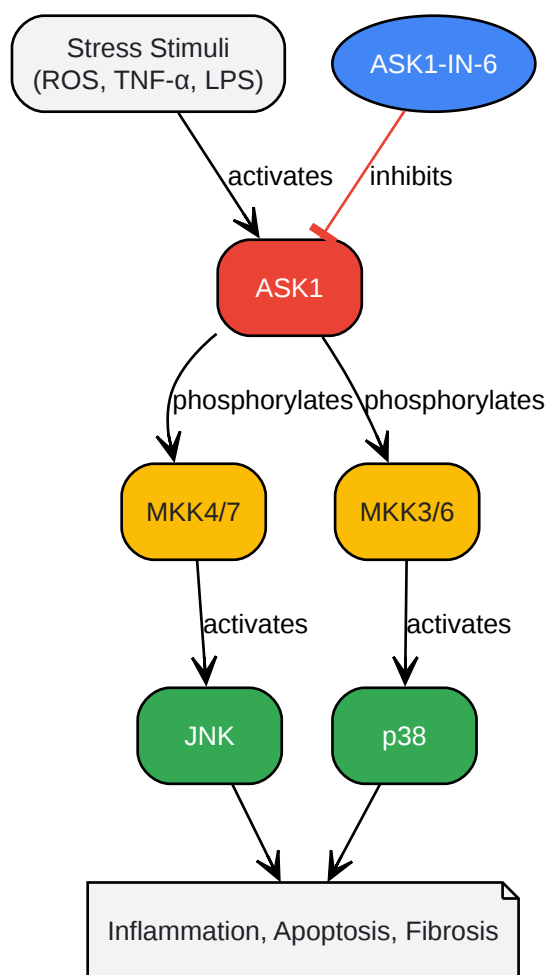 Stress Stimuli
(ROS, TNF-α, LPS)
ASK1-IN-6
activates
inhibits
ASK1
phosphorylates
phosphorylates
MKK4/7
MKK3/6
activates
activates
JNK
p38
Inflammation, Apoptosis, Fibrosis